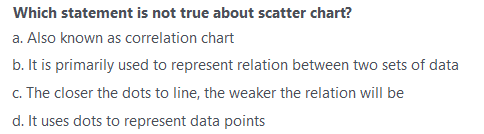 Which statement is not true about scatter chart?
a. Also known as correlation chart
b. It is primarily used to represent relation between two sets of data
c. The closer the dots to line, the weaker the relation will be
d. It uses dots to represent data points